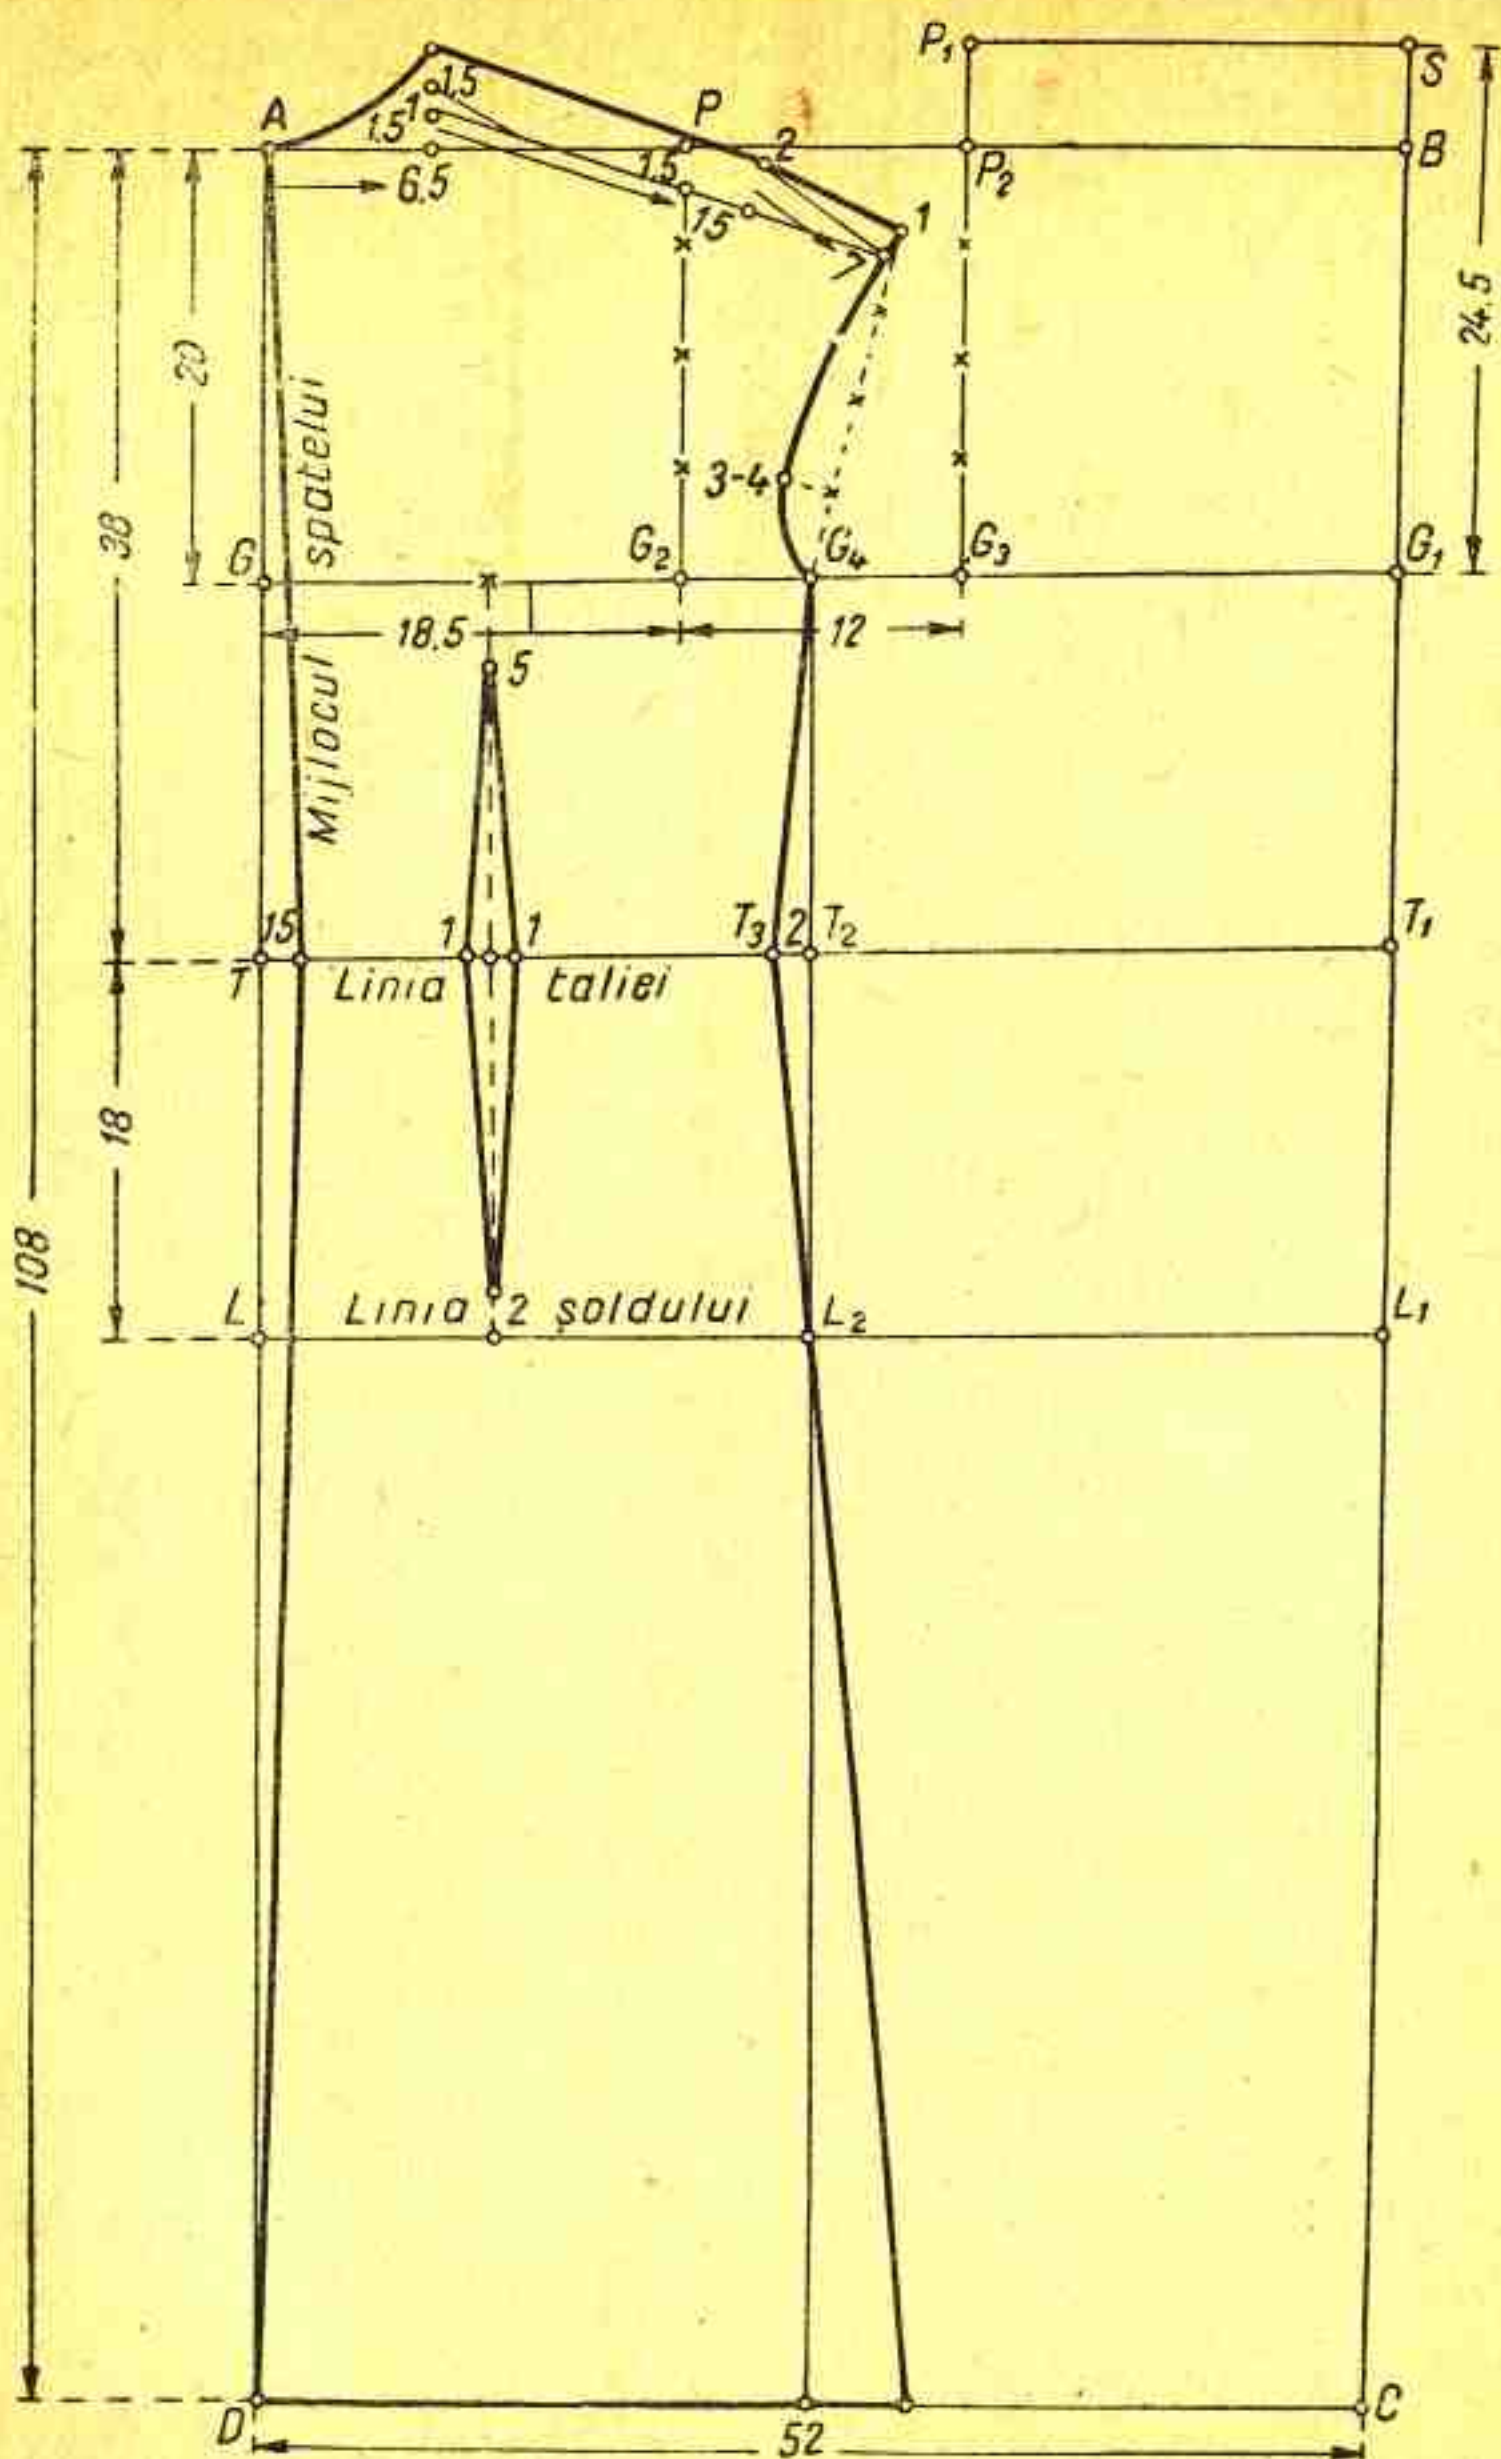 P₁
S
A
1,5
1
1,5
P
2
B
P₂
6,5
1,5
15
1
7
24.5
20
38
spatelui
3-4
G
G₂
G₄
G₃
G₁
18,5
12
5
Mijlocul
15
1
1
T₃
2
T₂
T₁
T
Linia
taliei
18
108
L
Linia
2
șoldului
L₂
L₁
D
52
C